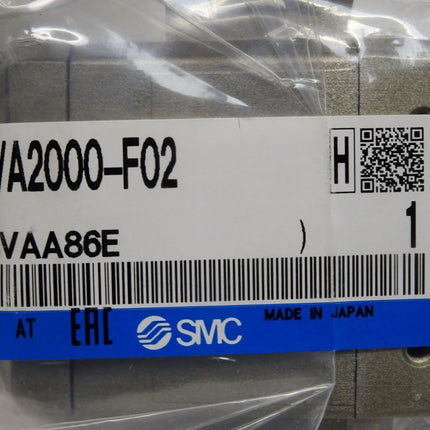 VA2000-F02 H
VAA86E ) 1
AT EAC SMC MADE IN JAPAN